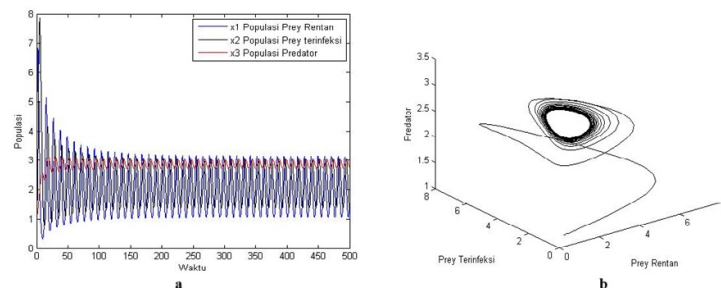 8
7
6
5
4
3
2
1
0
Populasi
x1 Populasi Prey Rentan
x2 Populasi Prey terinfeksi
x3 Populasi Predator
0 50 100 150 200 250 300 350 400 450 500
Waktu
a
3.5
3
2.5
2
1.5
1
Predator
8
6
4
2
0
Prey Terinfeksi
0
2
4
6
Prey Rentan
b